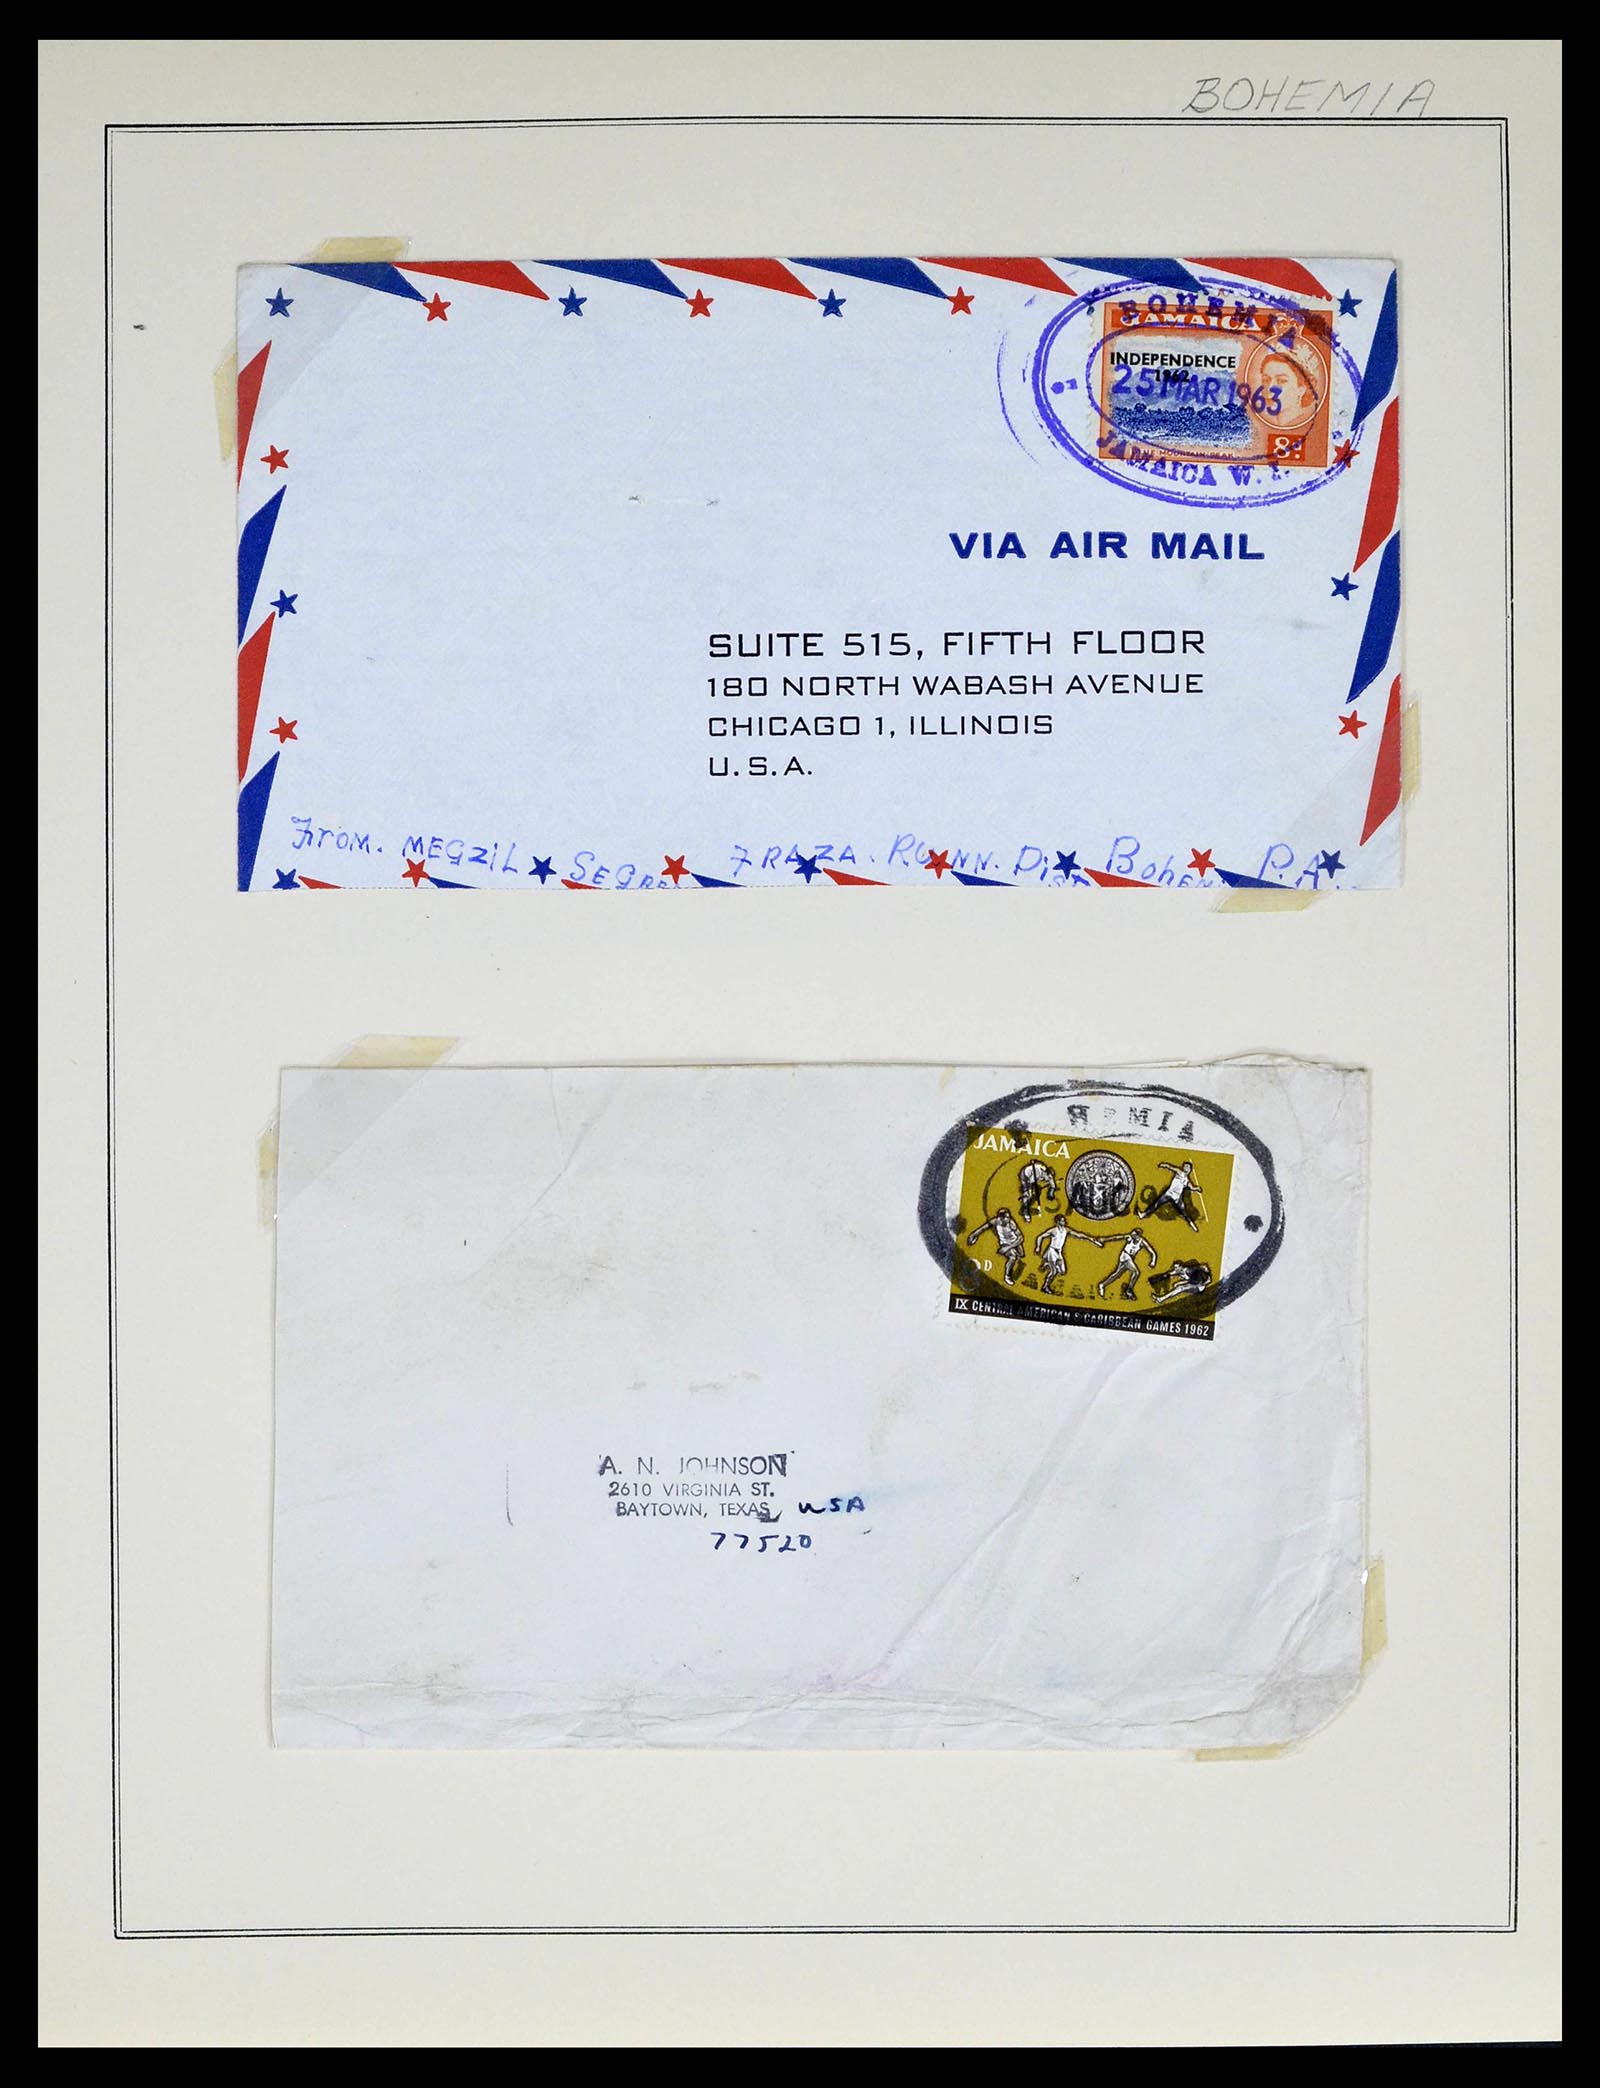 BOHEMIA
BOHEMIA
JAMAICA
INDEPENDENCE
1962
25 MAR 1963
8D
JAMAICA W. I.
VIA AIR MAIL
SUITE 515, FIFTH FLOOR
180 NORTH WABASH AVENUE
CHICAGO 1, ILLINOIS
U.S.A.
From. MEGZIL P.A.
JAMAICA
AUG
IX CENTRAL AMERICAN & CARIBBEAN GAMES 1962
A. N. JOHNSON
2610 VIRGINIA ST.
BAYTOWN, TEXAS, USA
77520